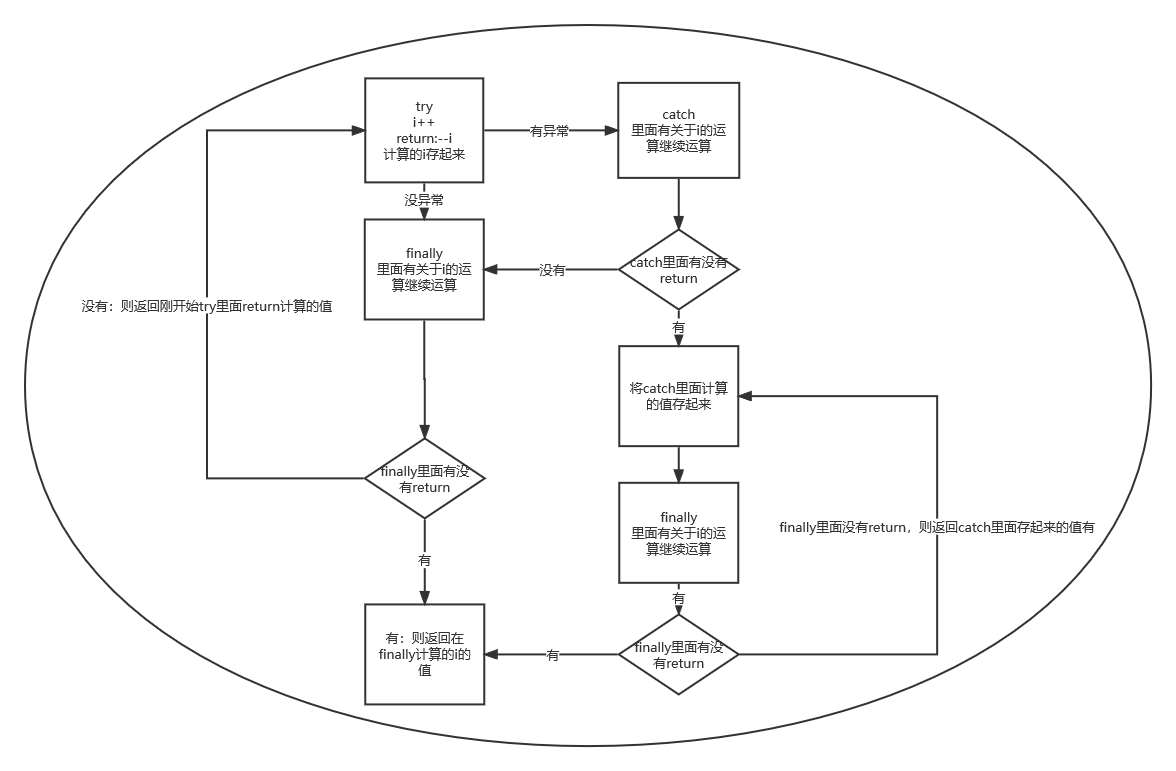 try
i++
return:--i
计算的i存起来
有异常
catch
里面有关于i的运
算继续运算
没异常
finally
里面有关于i的运
算继续运算
没有
catch里面有没有
return
没有：则返回刚开始try里面return计算的值
有
将catch里面计算
的值存起来
finally里面有没
有return
finally
里面有关于i的运
算继续运算
finally里面没有return，则返回catch里面存起来的值有
有
有
有：则返回在
finally计算的i的
值
有
finally里面有没
有return